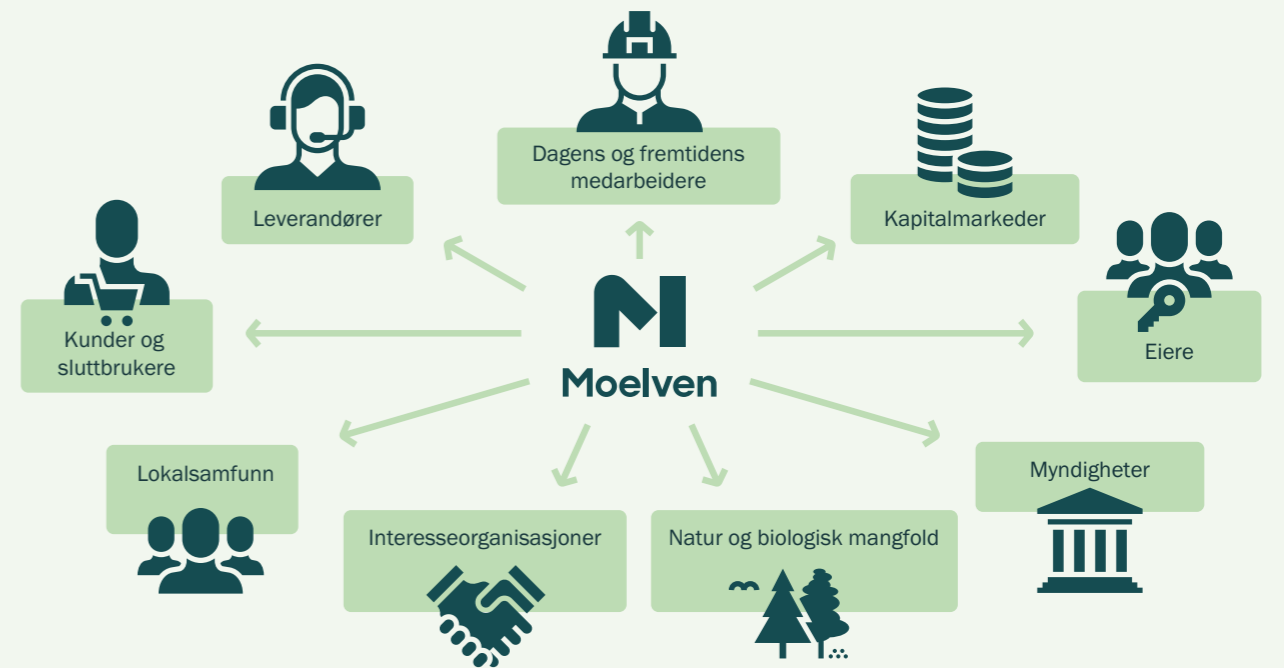 Dagens og fremtidens
medarbeidere
Leverandører
Kapitalmarkeder
Kunder og
sluttbrukere
Eiere
Moelven
Lokalsamfunn
Myndigheter
Interesseorganisasjoner
Natur og biologisk mangfold